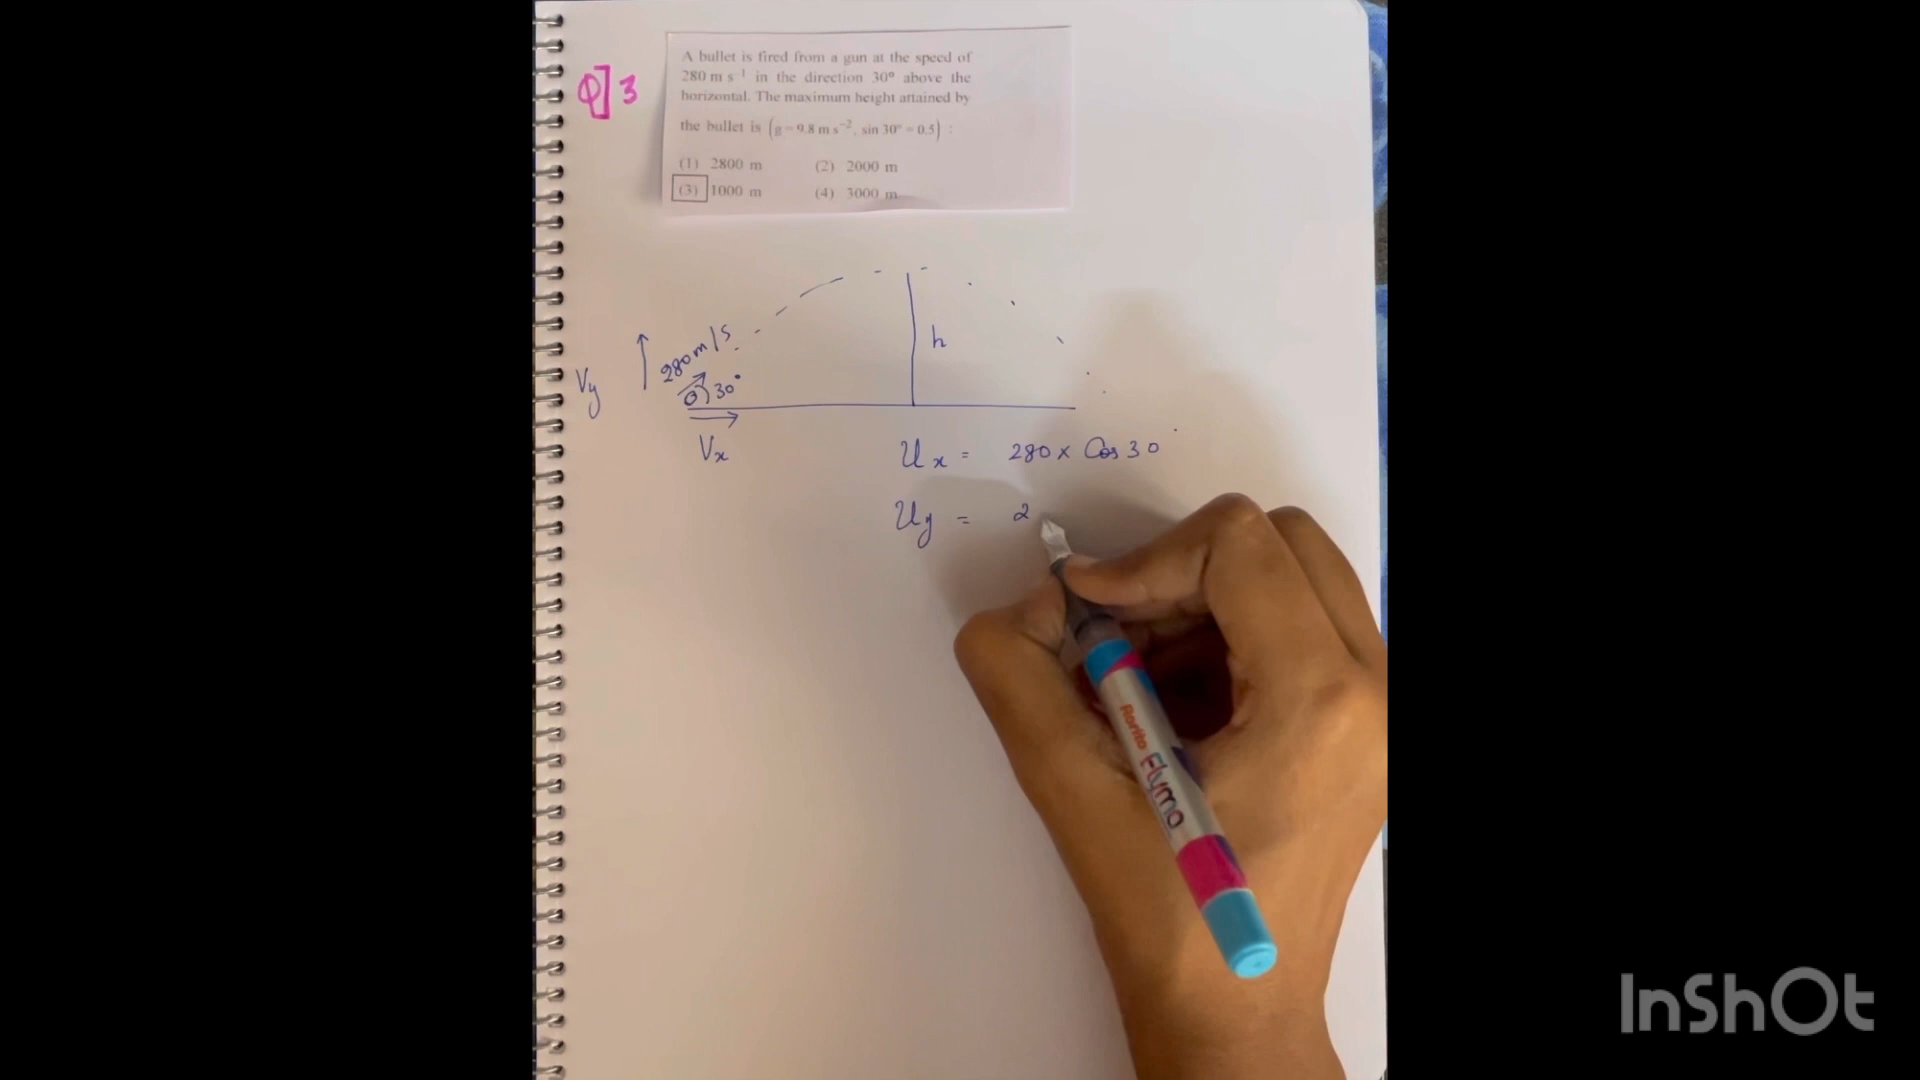 Q] 3
A bullet is fired from a gun at the speed of
280 m s⁻¹ in the direction 30° above the
horizontal. The maximum height attained by
the bullet is (g = 9.8 m s⁻², sin 30° = 0.5) :
(1) 2800 m (2) 2000 m
(3) 1000 m (4) 3000 m
280 m/s
h
Vy
θ 30°
Vx
Ux = 280 x Cos 30°
Uy = 2
Rorito Flymo
InShOt